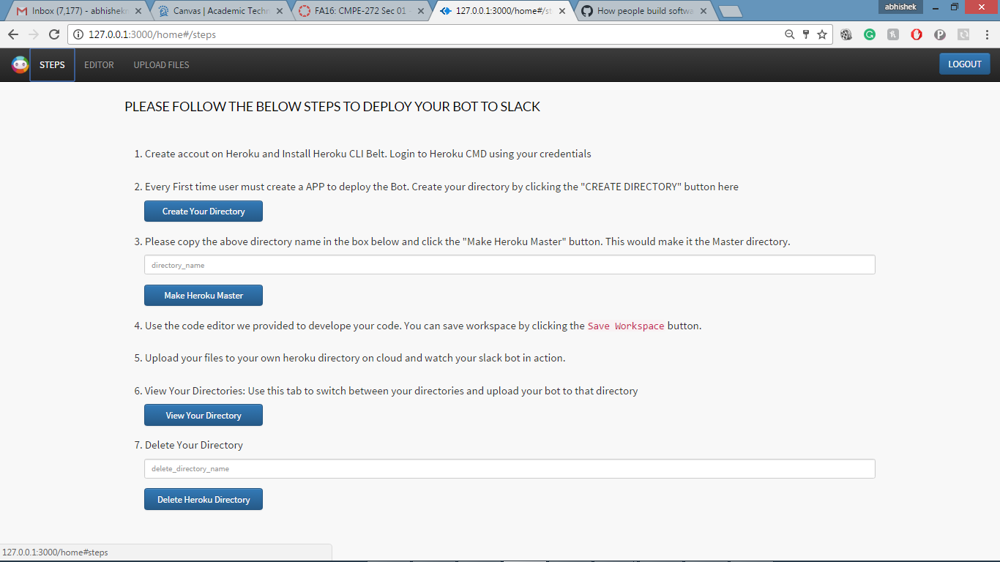 Inbox (7,177) - abhishekn
Canvas | Academic Techn
FA16: CMPE-272 Sec 01 -
127.0.0.1:3000/home#/st
How people build softwa
abhishek
127.0.0.1:3000/home#/steps
STEPS
EDITOR
UPLOAD FILES
LOGOUT
PLEASE FOLLOW THE BELOW STEPS TO DEPLOY YOUR BOT TO SLACK
1. Create accout on Heroku and Install Heroku CLI Belt. Login to Heroku CMD using your credentials
2. Every First time user must create a APP to deploy the Bot. Create your directory by clicking the "CREATE DIRECTORY" button here
Create Your Directory
3. Please copy the above directory name in the box below and click the "Make Heroku Master" button. This would make it the Master directory.
directory_name
Make Heroku Master
4. Use the code editor we provided to develope your code. You can save workspace by clicking the Save Workspace button.
5. Upload your files to your own heroku directory on cloud and watch your slack bot in action.
6. View Your Directories: Use this tab to switch between your directories and upload your bot to that directory
View Your Directory
7. Delete Your Directory
delete_directory_name
Delete Heroku Directory
127.0.0.1:3000/home#steps